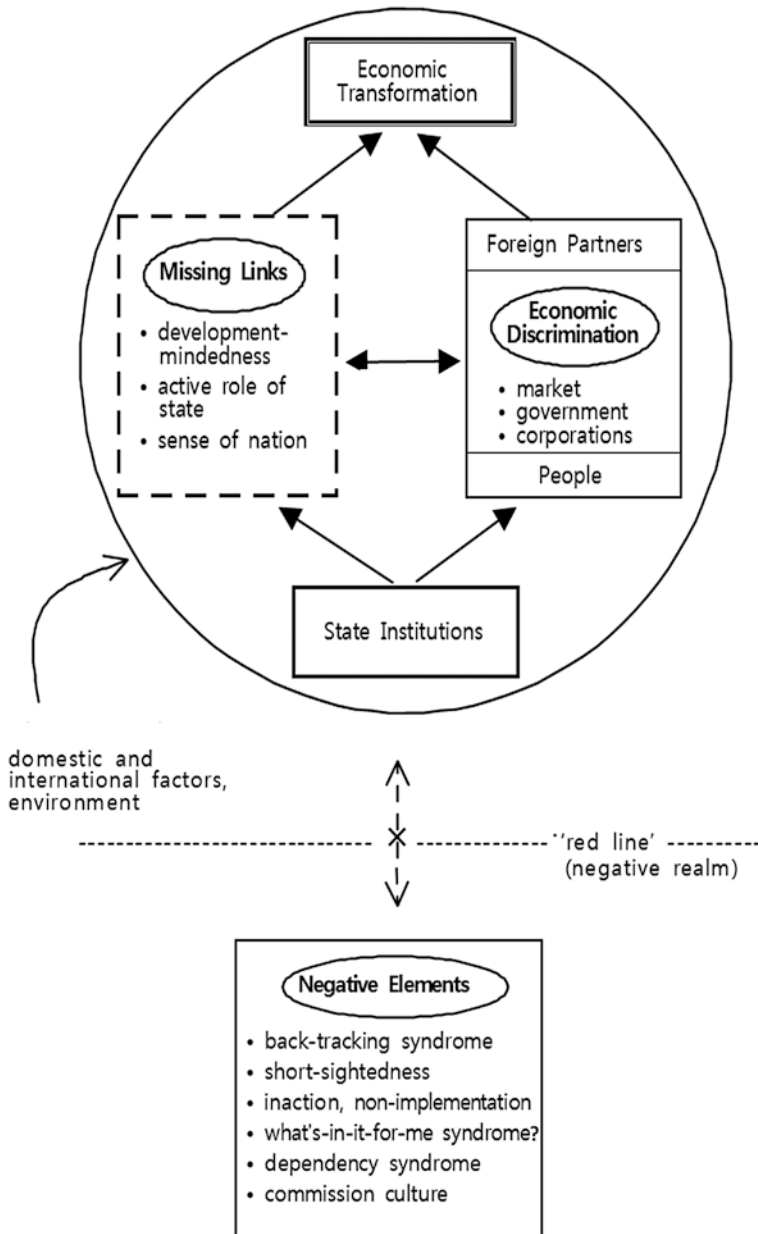 Economic
Transformation
Missing Links
• development-
mindedness
• active role of
state
• sense of nation
Foreign Partners
Economic
Discrimination
• market
• government
• corporations
People
State Institutions
domestic and
international factors,
environment
'red line'
(negative realm)
Negative Elements
• back-tracking syndrome
• short-sightedness
• inaction, non-implementation
• what's-in-it-for-me syndrome?
• dependency syndrome
• commission culture